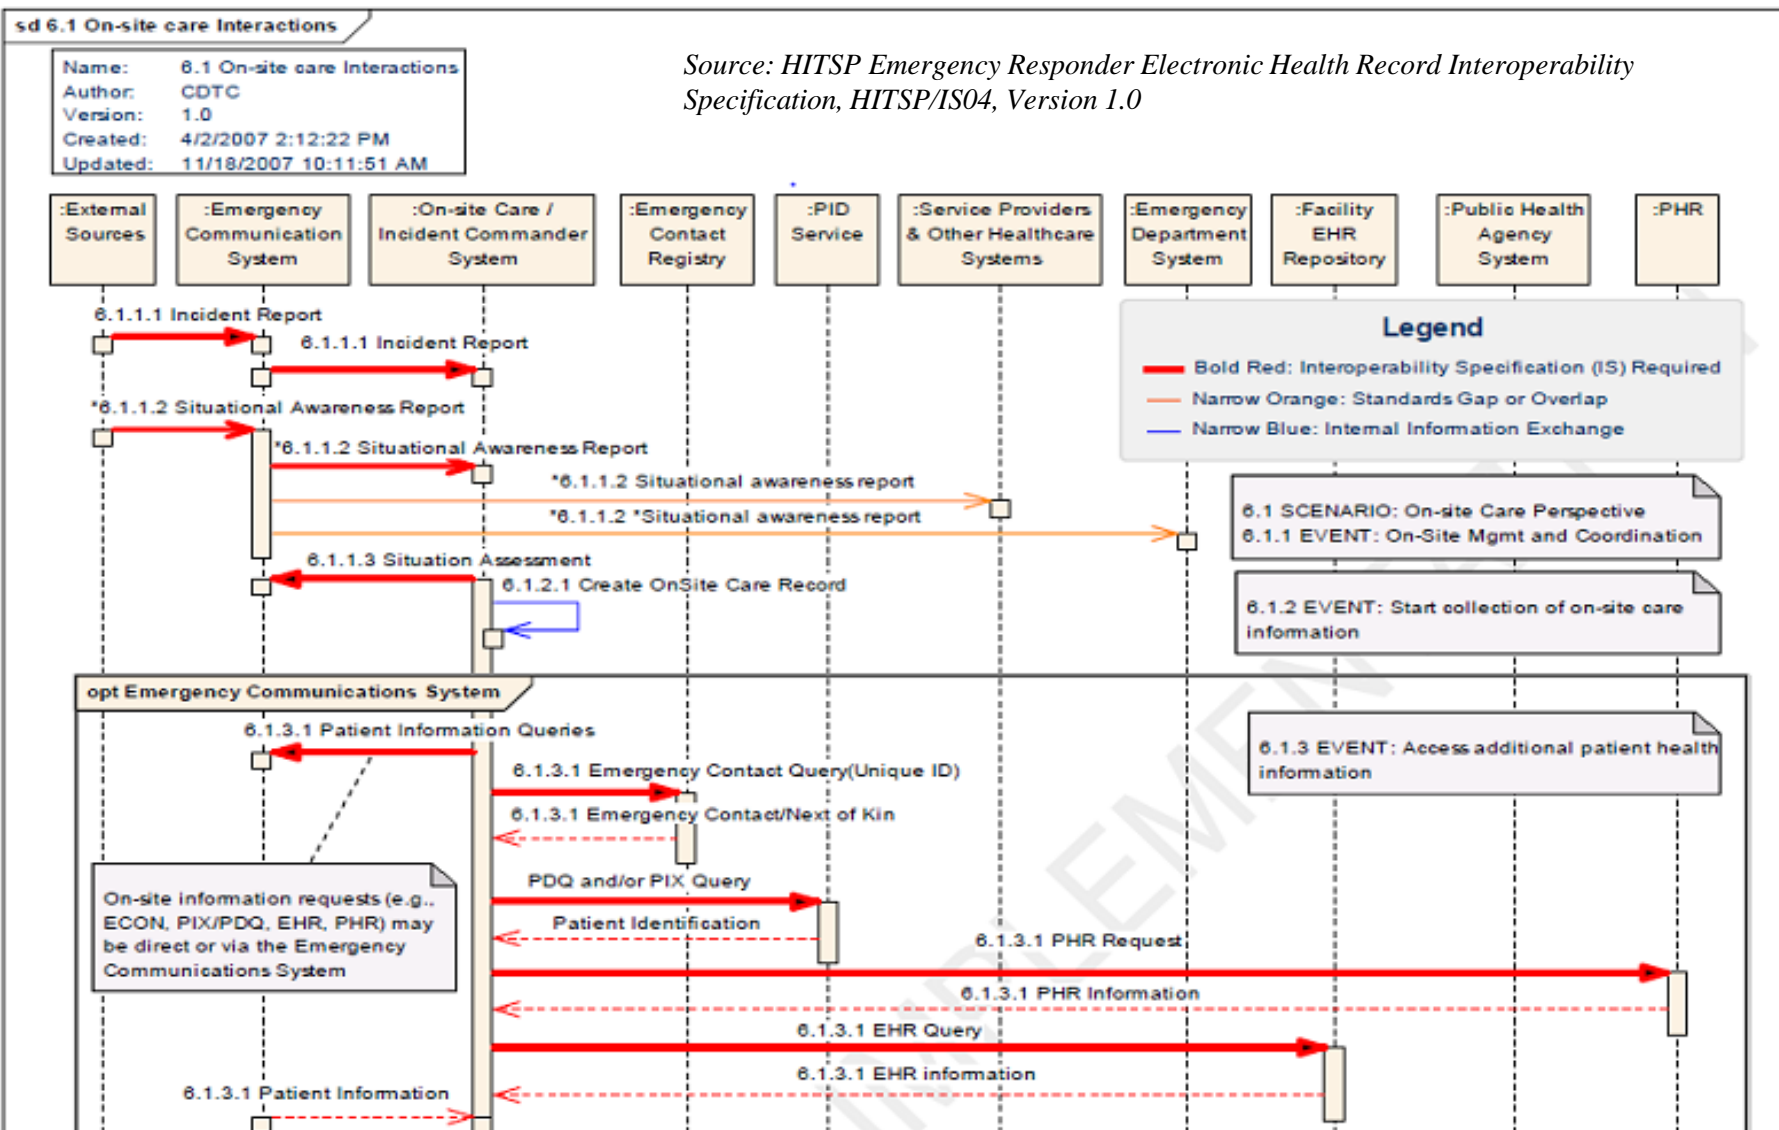 sd 6.1 On-site care Interactions
Name: 6.1 On-site care Interactions
Author: CDTC
Version: 1.0
Created: 4/2/2007 2:12:22 PM
Updated: 11/18/2007 10:11:51 AM
Source: HITSP Emergency Responder Electronic Health Record Interoperability
Specification, HITSP/IS04, Version 1.0
:External
Sources
:Emergency
Communication
System
:On-site Care /
Incident Commander
System
:Emergency
Contact
Registry
:PID
Service
:Service Providers
& Other Healthcare
Systems
:Emergency
Department
System
:Facility
EHR
Repository
:Public Health
Agency
System
:PHR
6.1.1.1 Incident Report
6.1.1.1 Incident Report
Legend
Bold Red: Interoperability Specification (IS) Required
Narrow Orange: Standards Gap or Overlap
Narrow Blue: Internal Information Exchange
*6.1.1.2 Situational Awareness Report
*6.1.1.2 Situational Awareness Report
*6.1.1.2 Situational awareness report
*6.1.1.2 *Situational awareness report
6.1 SCENARIO: On-site Care Perspective
6.1.1 EVENT: On-Site Mgmt and Coordination
6.1.1.3 Situation Assessment
6.1.2.1 Create OnSite Care Record
6.1.2 EVENT: Start collection of on-site care
information
opt Emergency Communications System
6.1.3.1 Patient Information Queries
6.1.3 EVENT: Access additional patient health
information
6.1.3.1 Emergency Contact Query(Unique ID)
6.1.3.1 Emergency Contact/Next of Kin
On-site information requests (e.g.,
ECON, PIX/PDQ, EHR, PHR) may
be direct or via the Emergency
Communications System
PDQ and/or PIX Query
Patient Identification
6.1.3.1 PHR Request
6.1.3.1 PHR Information
6.1.3.1 EHR Query
6.1.3.1 EHR information
6.1.3.1 Patient Information